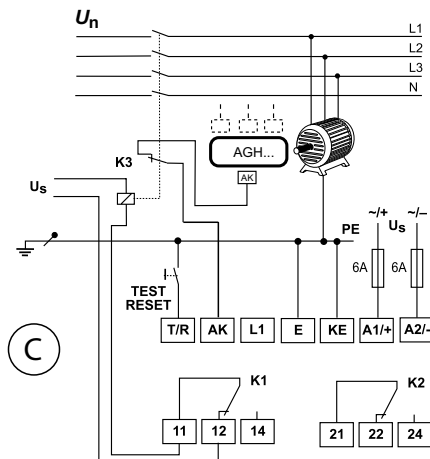 Un
L1
L2
L3
N
AGH...
AK
K3
Us
PE
~/+ Us ~/–
6A 6A
TEST
RESET
T/R AK L1 E KE A1/+ A2/-
C
K1 K2
11 12 14 21 22 24